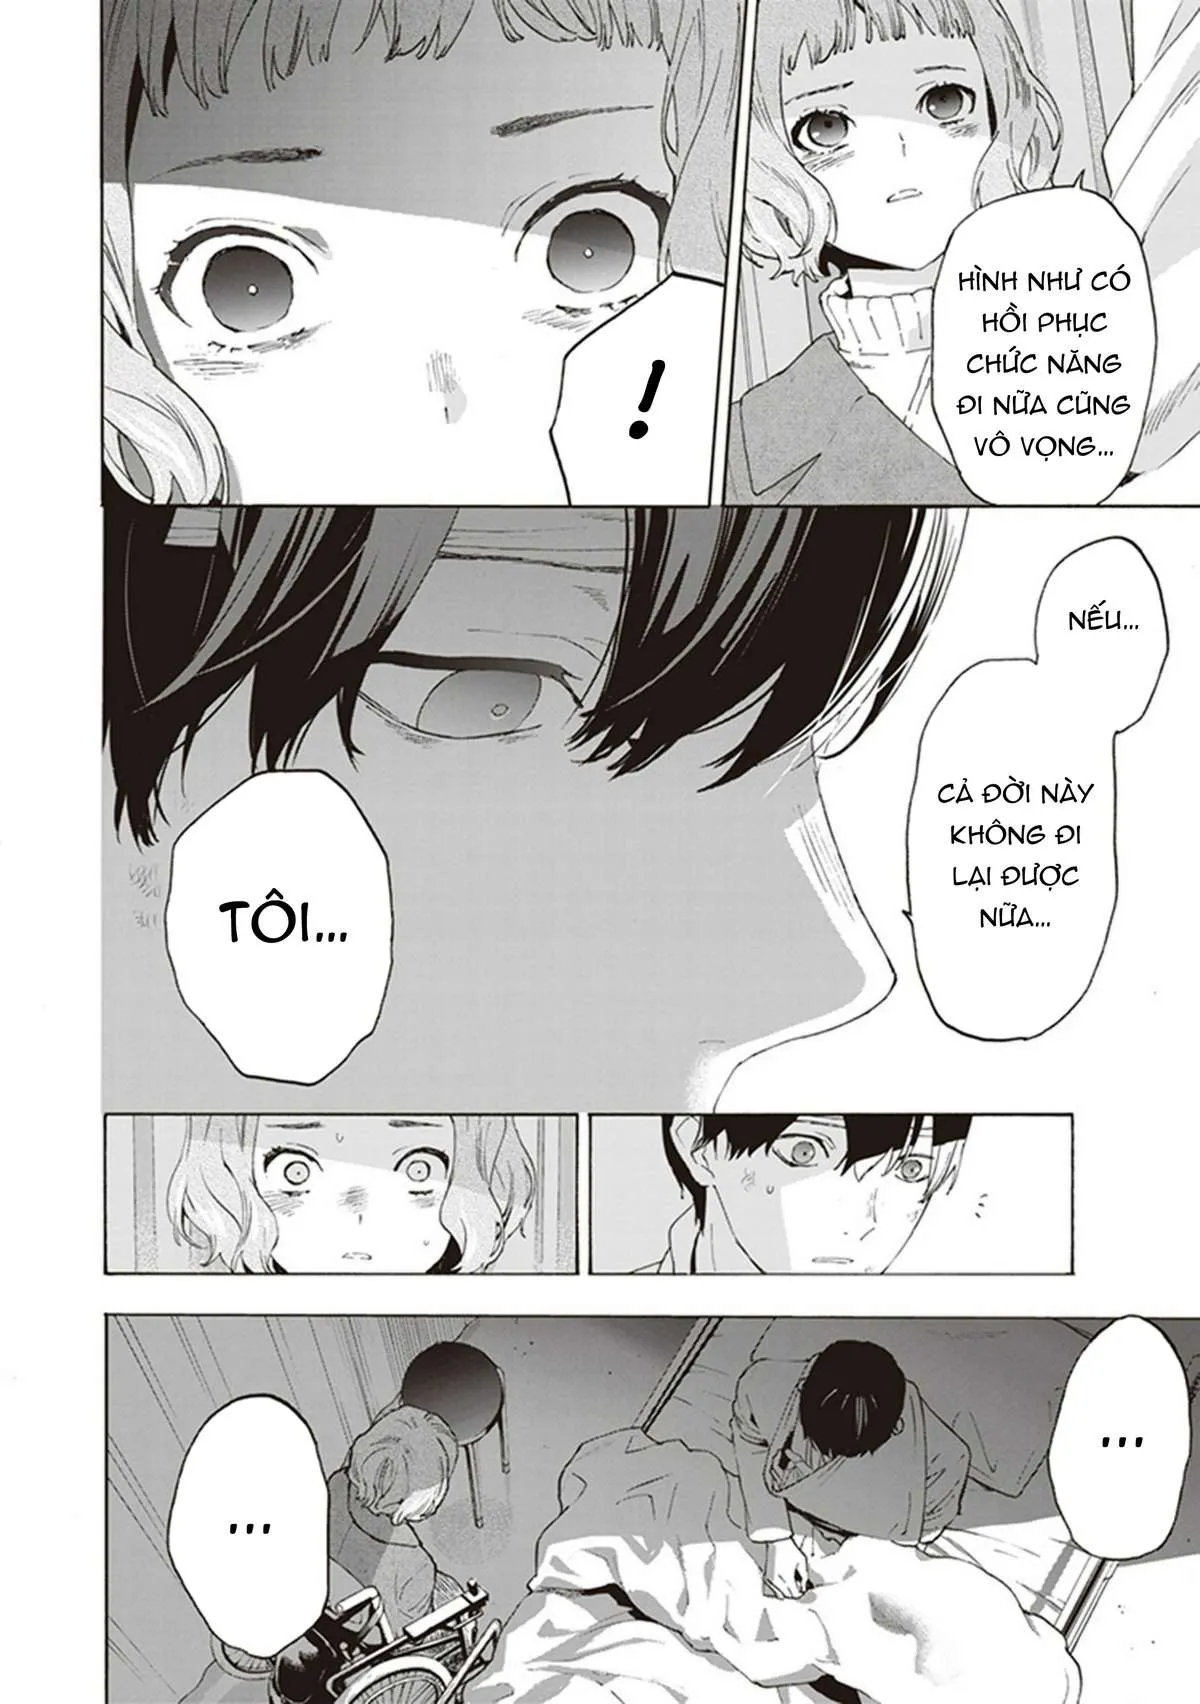 HÌNH NHƯ CÓ
HỒI PHỤC
CHỨC NĂNG
ĐI NỮA CŨNG
VÔ VỌNG...
!
NẾU...
CẢ ĐỜI NÀY
KHÔNG ĐI
LẠI ĐƯỢC
NỮA...
TÔI...
...
...